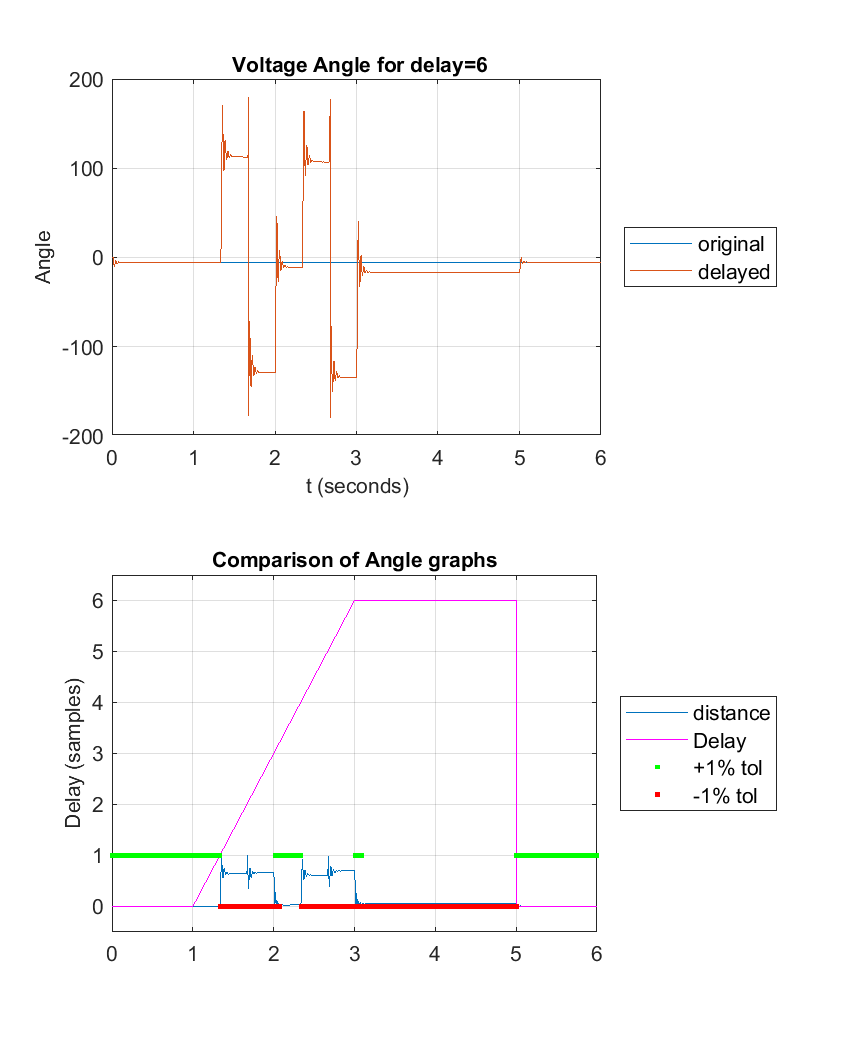 Voltage Angle for delay=6
200
100
0
-100
-200
Angle
0 1 2 3 4 5 6
t (seconds)
original
delayed
Comparison of Angle graphs
6
5
4
3
2
1
0
Delay (samples)
0 1 2 3 4 5 6
distance
Delay
+1% tol
-1% tol